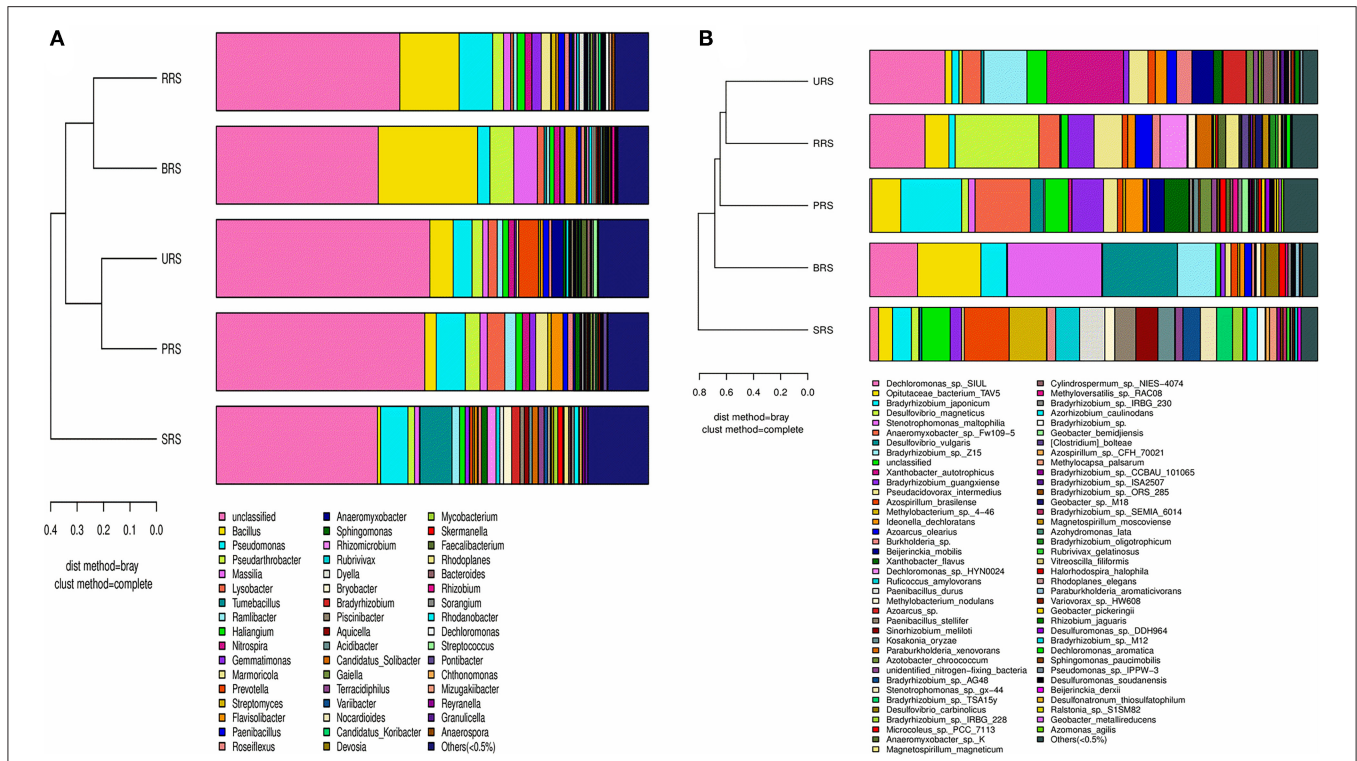 A
RRS
BRS
URS
PRS
SRS
0.4 0.3 0.2 0.1 0.0
dist method=bray
clust method=complete
unclassified
Bacillus
Pseudomonas
Pseudarthrobacter
Massilia
Lysobacter
Tumebacillus
Ramlibacter
Haliangium
Nitrospira
Gemmatimonas
Marmoricola
Prevotella
Streptomyces
Flavisolibacter
Paenibacillus
Roseiflexus
Anaeromyxobacter
Sphingomonas
Rhizomicrobium
Rubrivivax
Dyella
Bryobacter
Bradyrhizobium
Piscinibacter
Aquicella
Acidibacter
Candidatus_Solibacter
Gaiella
Terracidiphilus
Variibacter
Nocardioides
Candidatus_Koribacter
Devosia
Mycobacterium
Skermanella
Faecalibacterium
Rhodoplanes
Bacteroides
Rhizobium
Sorangium
Rhodanobacter
Dechloromonas
Streptococcus
Pontibacter
Chthonomonas
Mizugakiibacter
Reyranella
Granulicella
Anaerospora
Others(<0.5%)
B
URS
RRS
PRS
BRS
SRS
0.8 0.6 0.4 0.2 0.0
dist method=bray
clust method=complete
Dechloromonas_sp._SIUL
Opitutaceae_bacterium_TAV5
Bradyrhizobium_japonicum
Desulfovibrio_magneticus
Stenotrophomonas_maltophilia
Anaeromyxobacter_sp._Fw109-5
Desulfovibrio_vulgaris
Bradyrhizobium_sp._Z15
unclassified
Xanthobacter_autotrophicus
Bradyrhizobium_guangxiense
Pseudacidovorax_intermedius
Azospirillum_brasilense
Methylobacterium_sp._4-46
Ideonella_dechloratans
Azoarcus_olearius
Burkholderia_sp.
Beijerinckia_mobilis
Xanthobacter_flavus
Dechloromonas_sp._HYN0024
Ruficoccus_amylovorans
Paenibacillus_durus
Methylobacterium_nodulans
Azoarcus_sp.
Paenibacillus_stellifer
Sinorhizobium_meliloti
Kosakonia_oryzae
Paraburkholderia_xenovorans
Azotobacter_chroococcum
unidentified_nitrogen-fixing_bacteria
Bradyrhizobium_sp._AG48
Stenotrophomonas_sp._gx-44
Bradyrhizobium_sp._TSA15y
Desulfovibrio_carbinolicus
Bradyrhizobium_sp._IRBG_228
Microcoleus_sp._PCC_7113
Anaeromyxobacter_sp._K
Magnetospirillum_magneticum
Cylindrospermum_sp._NIES-4074
Methyloversatilis_sp._RAC08
Bradyrhizobium_sp._IRBG_230
Azorhizobium_caulinodans
Bradyrhizobium_sp.
Geobacter_bemidjiensis
[Clostridium]_bolteae
Azospirillum_sp._CFH_70021
Methylocapsa_palsarum
Bradyrhizobium_sp._CCBAU_101065
Bradyrhizobium_sp._ISA2507
Bradyrhizobium_sp._ORS_285
Geobacter_sp._M18
Bradyrhizobium_sp._SEMIA_6014
Magnetospirillum_moscoviense
Azohydromonas_lata
Bradyrhizobium_oligotrophicum
Rubrivivax_gelatinosus
Vitreoscilla_filiformis
Halorhodospira_halophila
Rhodoplanes_elegans
Paraburkholderia_aromaticivorans
Variovorax_sp._HW608
Geobacter_pickeringii
Rhizobium_jaguaris
Desulfuromonas_sp._DDH964
Bradyrhizobium_sp._M12
Dechloromonas_aromatica
Sphingomonas_paucimobilis
Pseudomonas_sp._IPPW-3
Desulfuromonas_soudanensis
Beijerinckia_derxii
Desulfonatronum_thiosulfatophilum
Ralstonia_sp._S1SM82
Geobacter_metallireducens
Azomonas_agilis
Others(<0.5%)